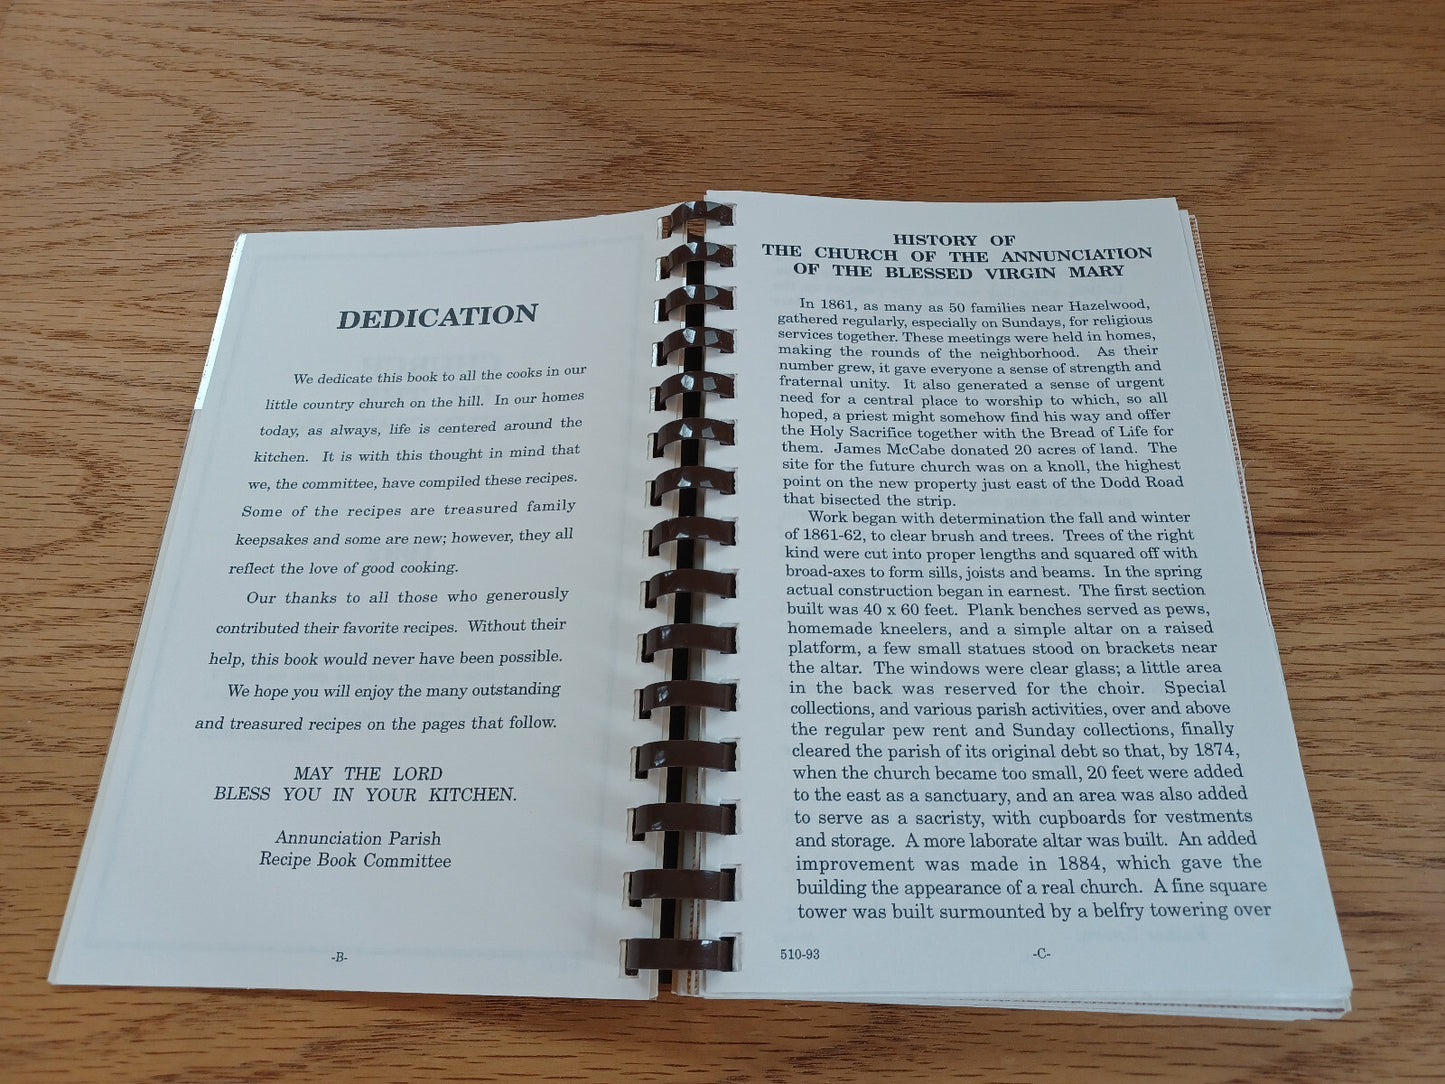 DEDICATION
We dedicate this book to all the cooks in our
little country church on the hill. In our homes
today, as always, life is centered around the
kitchen. It is with this thought in mind that
we, the committee, have compiled these recipes.
Some of the recipes are treasured family
keepsakes and some are new; however, they all
reflect the love of good cooking.
Our thanks to all those who generously
contributed their favorite recipes. Without their
help, this book would never have been possible.
We hope you will enjoy the many outstanding
and treasured recipes on the pages that follow.
MAY THE LORD
BLESS YOU IN YOUR KITCHEN.
Annunciation Parish
Recipe Book Committee
-B-
HISTORY OF
THE CHURCH OF THE ANNUNCIATION
OF THE BLESSED VIRGIN MARY
In 1861, as many as 50 families near Hazelwood,
gathered regularly, especially on Sundays, for religious
services together. These meetings were held in homes,
making the rounds of the neighborhood. As their
number grew, it gave everyone a sense of strength and
fraternal unity. It also generated a sense of urgent
need for a central place to worship to which, so all
hoped, a priest might somehow find his way and offer
the Holy Sacrifice together with the Bread of Life for
them. James McCabe donated 20 acres of land. The
site for the future church was on a knoll, the highest
point on the new property just east of the Dodd Road
that bisected the strip.
Work began with determination the fall and winter
of 1861-62, to clear brush and trees. Trees of the right
kind were cut into proper lengths and squared off with
broad-axes to form sills, joists and beams. In the spring
actual construction began in earnest. The first section
built was 40 x 60 feet. Plank benches served as pews,
homemade kneelers, and a simple altar on a raised
platform, a few small statues stood on brackets near
the altar. The windows were clear glass; a little area
in the back was reserved for the choir. Special
collections, and various parish activities, over and above
the regular pew rent and Sunday collections, finally
cleared the parish of its original debt so that, by 1874,
when the church became too small, 20 feet were added
to the east as a sanctuary, and an area was also added
to serve as a sacristy, with cupboards for vestments
and storage. A more laborate altar was built. An added
improvement was made in 1884, which gave the
building the appearance of a real church. A fine square
tower was built surmounted by a belfry towering over
510-93
-C-